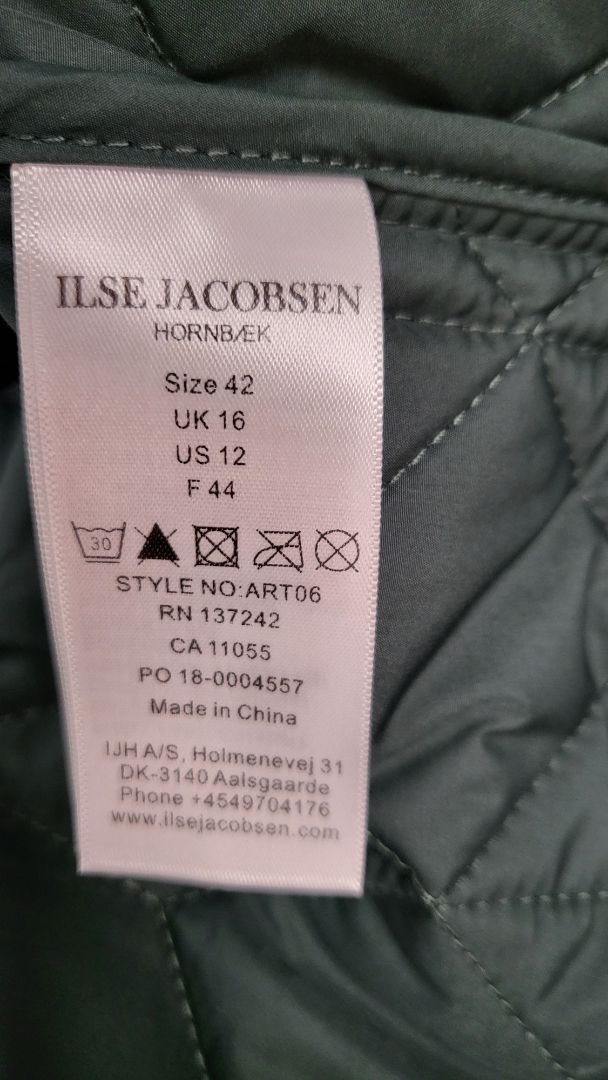 ILSE JACOBSEN
HORNBÆK
Size 42
UK 16
US 12
F 44
30
STYLE NO:ART06
RN 137242
CA 11055
PO 18-0004557
Made in China
IJH A/S, Holmenevej 31
DK-3140 Aalsgaarde
Phone +4549704176
www.ilsejacobsen.com